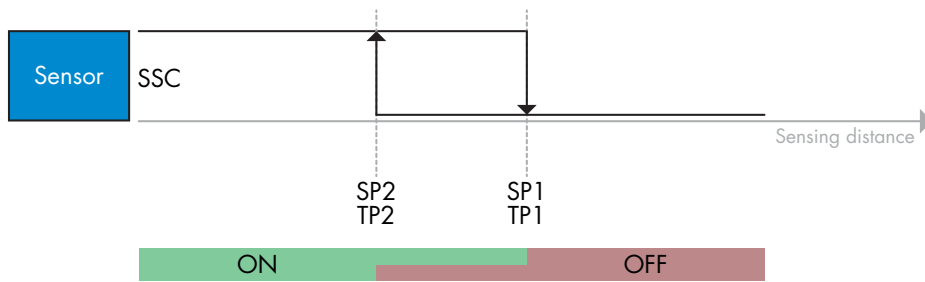 Sensor
SSC
Sensing distance
SP2
TP2
SP1
TP1
ON
OFF